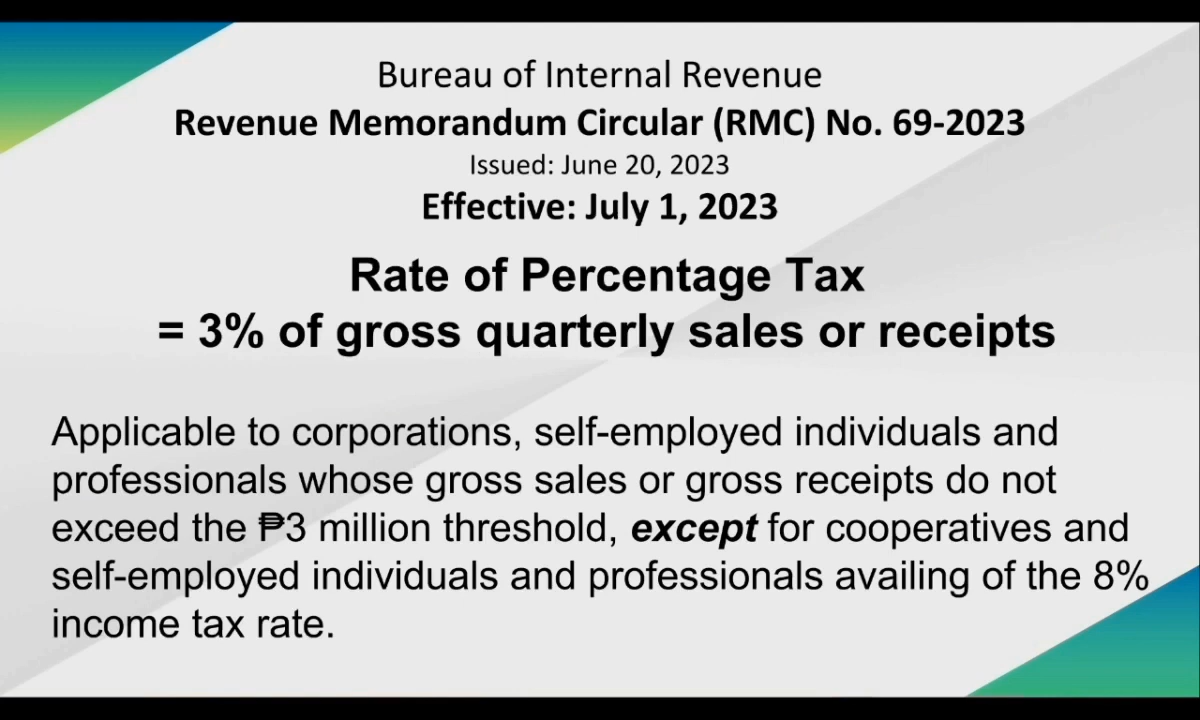 Bureau of Internal Revenue
Revenue Memorandum Circular (RMC) No. 69-2023
Issued: June 20, 2023
Effective: July 1, 2023
Rate of Percentage Tax
= 3% of gross quarterly sales or receipts
Applicable to corporations, self-employed individuals and
professionals whose gross sales or gross receipts do not
exceed the ₱3 million threshold, except for cooperatives and
self-employed individuals and professionals availing of the 8%
income tax rate.